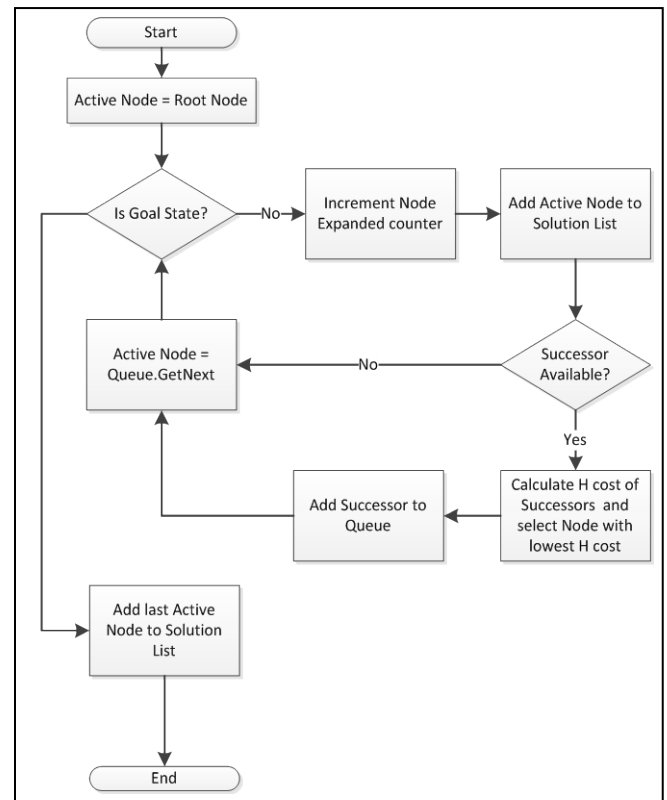 Start
Active Node = Root Node
Is Goal State?
No
Increment Node
Expanded counter
Add Active Node to
Solution List
Successor
Available?
No
Active Node =
Queue.GetNext
Yes
Calculate H cost of
Successors and
select Node with
lowest H cost
Add Successor to
Queue
Add last Active
Node to Solution
List
End